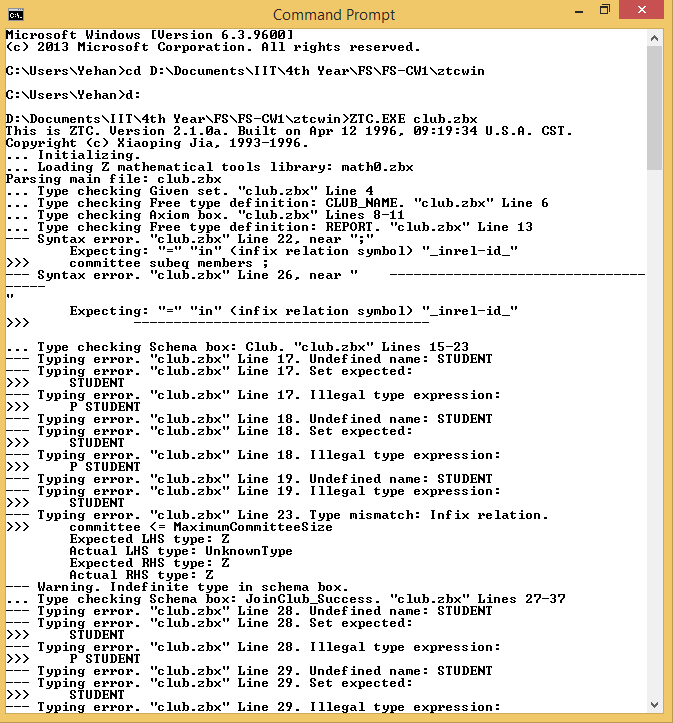 Command Prompt
Microsoft Windows [Version 6.3.9600]
(c) 2013 Microsoft Corporation. All rights reserved.
C:\Users\Yehan>cd D:\Documents\IIT\4th Year\FS\FS-CW1\ztcwin
C:\Users\Yehan>d:
D:\Documents\IIT\4th Year\FS\FS-CW1\ztcwin>ZTC.EXE club.zbx
This is ZTC. Version 2.1.0a. Built on Apr 12 1996, 09:19:34 U.S.A. CST.
Copyright (c) Xiaoping Jia, 1993-1996.
... Initializing.
... Loading Z mathematical tools library: math0.zbx
Parsing main file: club.zbx
... Type checking Given set. "club.zbx" Line 4
... Type checking Free type definition: CLUB_NAME. "club.zbx" Line 6
... Type checking Axiom box. "club.zbx" Lines 8-11
... Type checking Free type definition: REPORT. "club.zbx" Line 13
--- Syntax error. "club.zbx" Line 22, near ";"
        Expecting: "=" "in" (infix relation symbol) "_inrel-id_"
>>>     committee subeq members ;
--- Syntax error. "club.zbx" Line 26, near "    --------------------------------
-----
"
        Expecting: "=" "in" (infix relation symbol) "_inrel-id_"
>>>             -------------------------------------
... Type checking Schema box: Club. "club.zbx" Lines 15-23
--- Typing error. "club.zbx" Line 17. Undefined name: STUDENT
--- Typing error. "club.zbx" Line 17. Set expected:
>>>     STUDENT
--- Typing error. "club.zbx" Line 17. Illegal type expression:
>>>     P STUDENT
--- Typing error. "club.zbx" Line 18. Undefined name: STUDENT
--- Typing error. "club.zbx" Line 18. Set expected:
>>>     STUDENT
--- Typing error. "club.zbx" Line 18. Illegal type expression:
>>>     P STUDENT
--- Typing error. "club.zbx" Line 19. Undefined name: STUDENT
--- Typing error. "club.zbx" Line 19. Illegal type expression:
>>>     STUDENT
--- Typing error. "club.zbx" Line 23. Type mismatch: Infix relation.
>>>     committee <= MaximumCommitteeSize
        Expected LHS type: Z
        Actual LHS type: UnknownType
        Expected RHS type: Z
        Actual RHS type: Z
--- Warning. Indefinite type in schema box.
... Type checking Schema box: JoinClub_Success. "club.zbx" Lines 27-37
--- Typing error. "club.zbx" Line 28. Undefined name: STUDENT
--- Typing error. "club.zbx" Line 28. Set expected:
>>>     STUDENT
--- Typing error. "club.zbx" Line 28. Illegal type expression:
>>>     P STUDENT
--- Typing error. "club.zbx" Line 29. Undefined name: STUDENT
--- Typing error. "club.zbx" Line 29. Set expected:
>>>     STUDENT
--- Typing error. "club.zbx" Line 29. Illegal type expression: